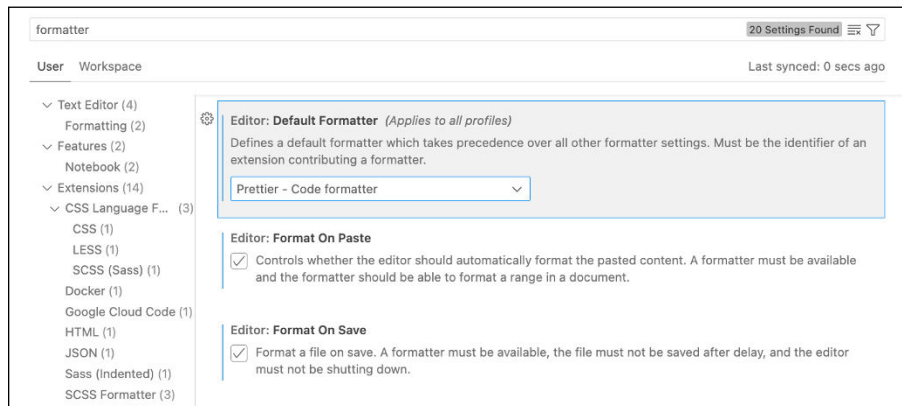 formatter
20 Settings Found
User Workspace
Last synced: 0 secs ago
Text Editor (4)
Formatting (2)
Features (2)
Notebook (2)
Extensions (14)
CSS Language F... (3)
CSS (1)
LESS (1)
SCSS (Sass) (1)
Docker (1)
Google Cloud Code (1)
HTML (1)
JSON (1)
Sass (Indented) (1)
SCSS Formatter (3)
Editor: Default Formatter (Applies to all profiles)
Defines a default formatter which takes precedence over all other formatter settings. Must be the identifier of an
extension contributing a formatter.
Prettier - Code formatter
Editor: Format On Paste
Controls whether the editor should automatically format the pasted content. A formatter must be available
and the formatter should be able to format a range in a document.
Editor: Format On Save
Format a file on save. A formatter must be available, the file must not be saved after delay, and the editor
must not be shutting down.